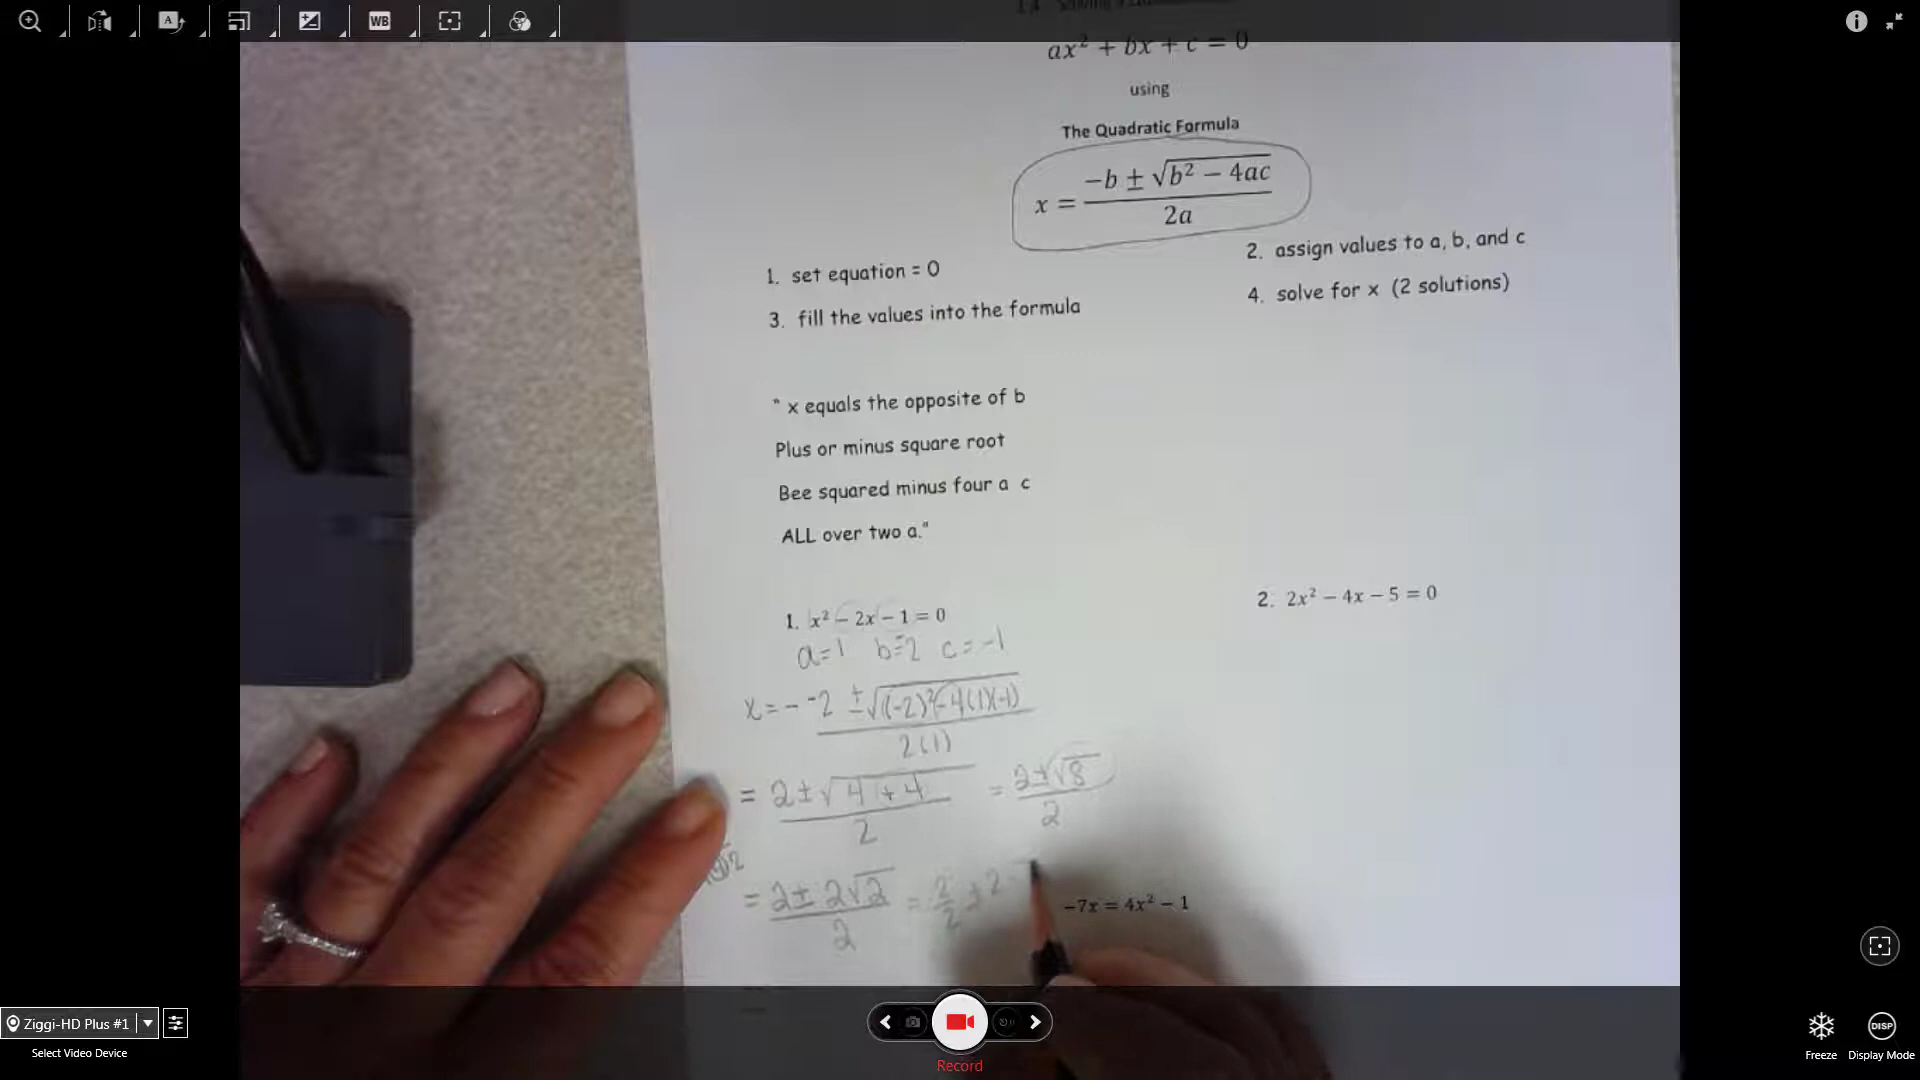 WB
ax² + bx + c = 0
using
The Quadratic Formula
x = (-b ± √(b² - 4ac)) / 2a
1. set equation = 0
2. assign values to a, b, and c
3. fill the values into the formula
4. solve for x (2 solutions)
" x equals the opposite of b
Plus or minus square root
Bee squared minus four a c
ALL over two a."
1. x² - 2x - 1 = 0
2. 2x² - 4x - 5 = 0
a=1 b=-2 c=-1
x = - -2 ± √((-2)² - 4(1)(-1)) / 2(1)
= 2 ± √(4 + 4) / 2 = 2 ± √8 / 2
= 2 ± 2√2 / 2 = 2/2 ± 2
-7x = 4x² - 1
Ziggi-HD Plus #1
Select Video Device
Record
Freeze
DISP
Display Mode